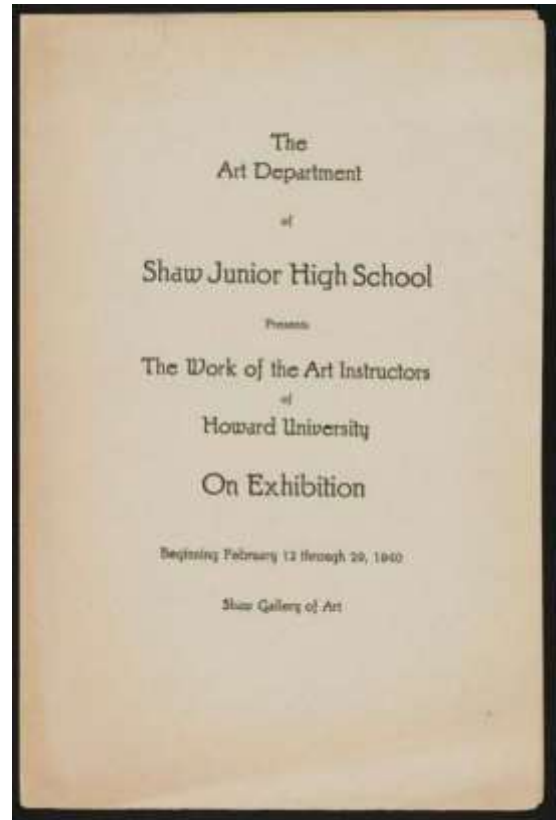 The
Art Department
of
Shaw Junior High School
Presents
The Work of the Art Instructors
of
Howard University
On Exhibition
Beginning February 12 through 29, 1940
Shaw Gallery of Art